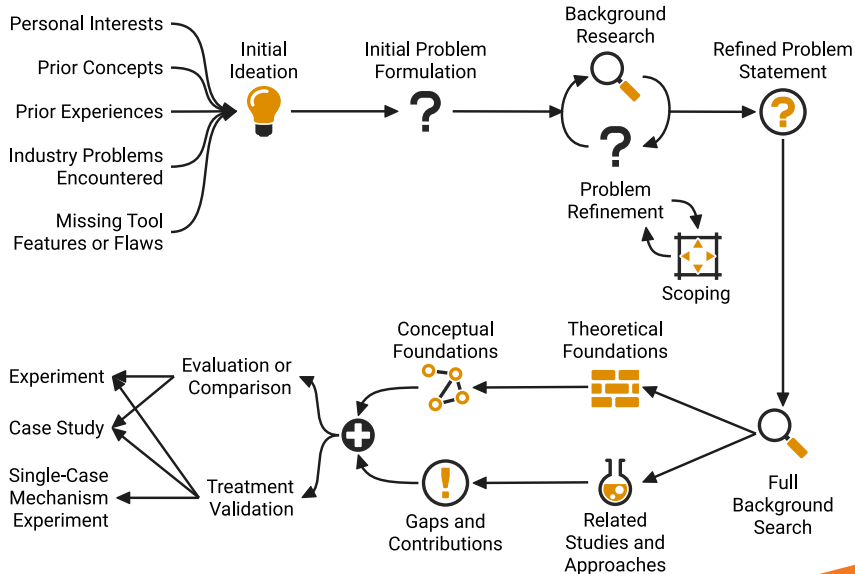 Personal Interests
Prior Concepts
Prior Experiences
Industry Problems
Encountered
Missing Tool
Features or Flaws
Initial
Ideation
Initial Problem
Formulation
?
Background
Research
?
Problem
Refinement
Scoping
Refined Problem
Statement
?
Full
Background
Search
Theoretical
Foundations
Related
Studies and
Approaches
Conceptual
Foundations
!
Gaps and
Contributions
Evaluation or
Comparison
Treatment
Validation
Experiment
Case Study
Single-Case
Mechanism
Experiment